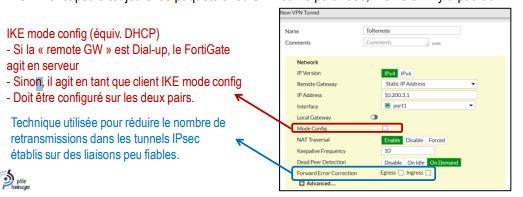 IKE mode config (équiv. DHCP)
- Si la « remote GW » est Dial-up, le FortiGate
agit en serveur
- Sinon, il agit en tant que client IKE mode config
- Doit être configuré sur les deux pairs.
Technique utilisée pour réduire le nombre de
retransmissions dans les tunnels IPsec
établis sur des liaisons peu fiables.
pôle
New VPN Tunnel
Name ToRemote
Comments Comments
Network
IP Version IPv4 IPv6
Remote Gateway Static IP Address
IP Address 10.200.3.1
Interface port1
Local Gateway
Mode Config
NAT Traversal Enable Disable Forced
Keepalive Frequency 10
Dead Peer Detection Disable On Idle On Demand
Forward Error Correction Egress Ingress
Advanced...